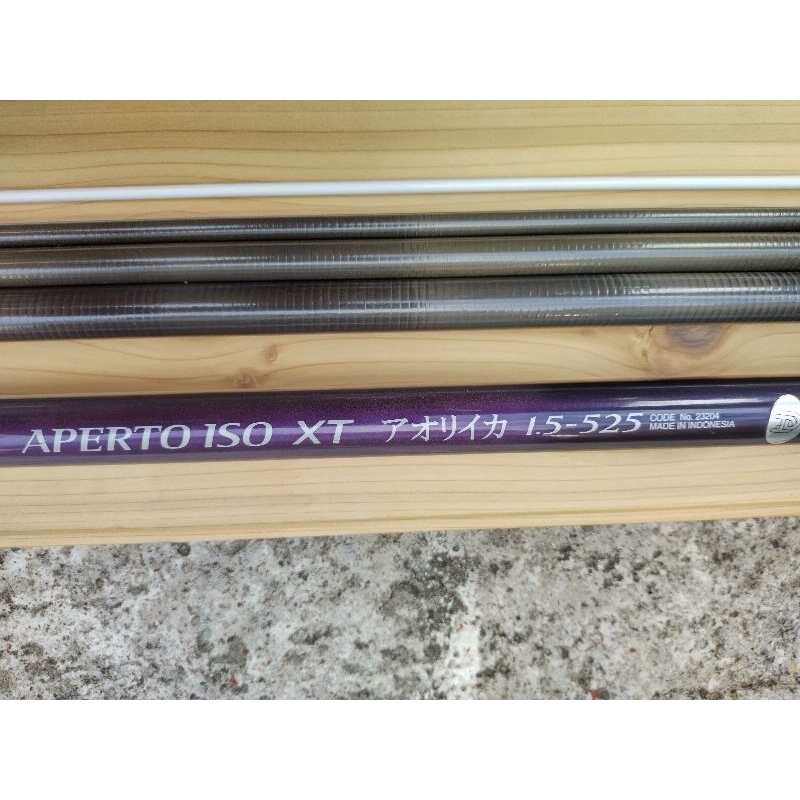 APERTO ISO XT アオリイカ 1.5-525
CODE No. 23204
MADE IN INDONESIA